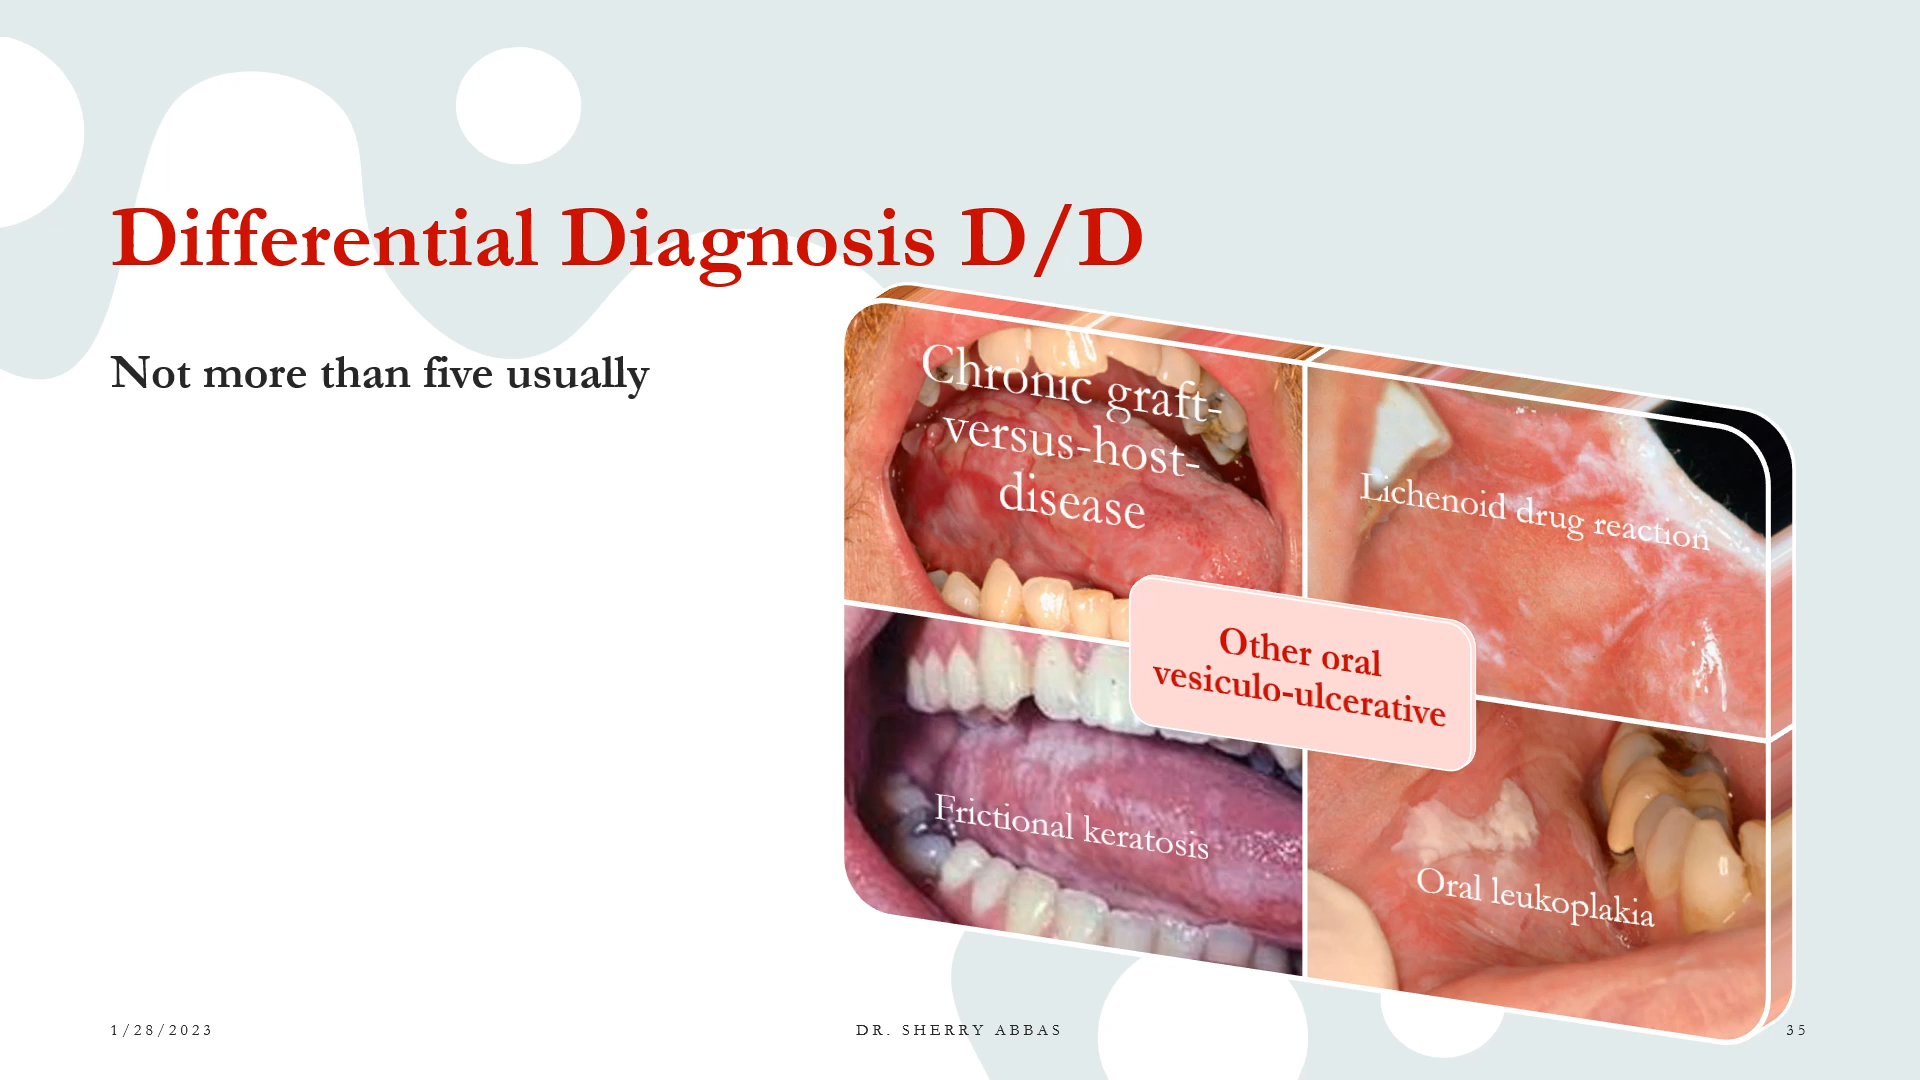 Differential Diagnosis D/D
Not more than five usually
Chronic graft-
versus-host-
disease
Lichenoid drug reaction
Other oral
vesiculo-ulcerative
Frictional keratosis
Oral leukoplakia
1/28/2023
DR. SHERRY ABBAS
35